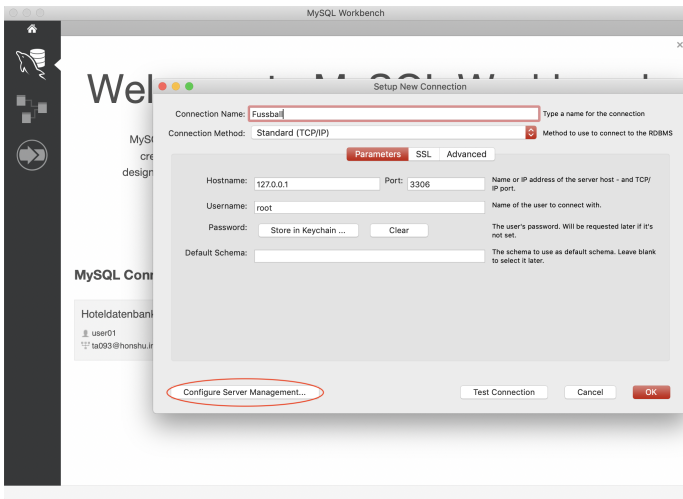 MySQL Workbench
Setup New Connection
Connection Name: Fussball Type a name for the connection
Connection Method: Standard (TCP/IP) Method to use to connect to the RDBMS
Parameters SSL Advanced
Hostname: 127.0.0.1 Port: 3306 Name or IP address of the server host - and TCP/
IP port.
Username: root Name of the user to connect with.
Password: Store in Keychain ... Clear The user's password. Will be requested later if it's
not set.
Default Schema: The schema to use as default schema. Leave blank
to select it later.
Configure Server Management... Test Connection Cancel OK
Wel
MyS
cre
design
MySQL Conn
Hoteldatenbank
user01
ta093@honshu.in